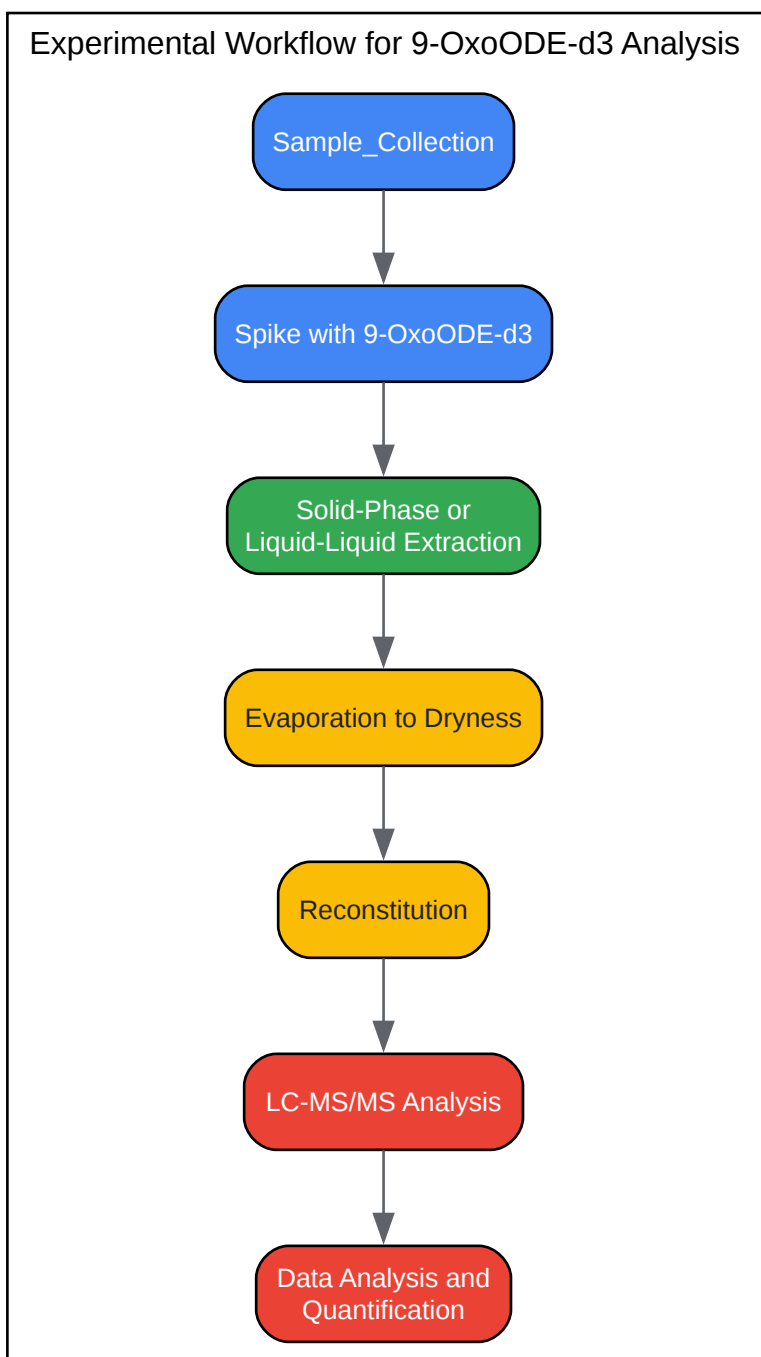 Experimental Workflow for 9-OxoODE-d3 Analysis
Sample_Collection
Spike with 9-OxoODE-d3
Solid-Phase or
Liquid-Liquid Extraction
Evaporation to Dryness
Reconstitution
LC-MS/MS Analysis
Data Analysis and
Quantification